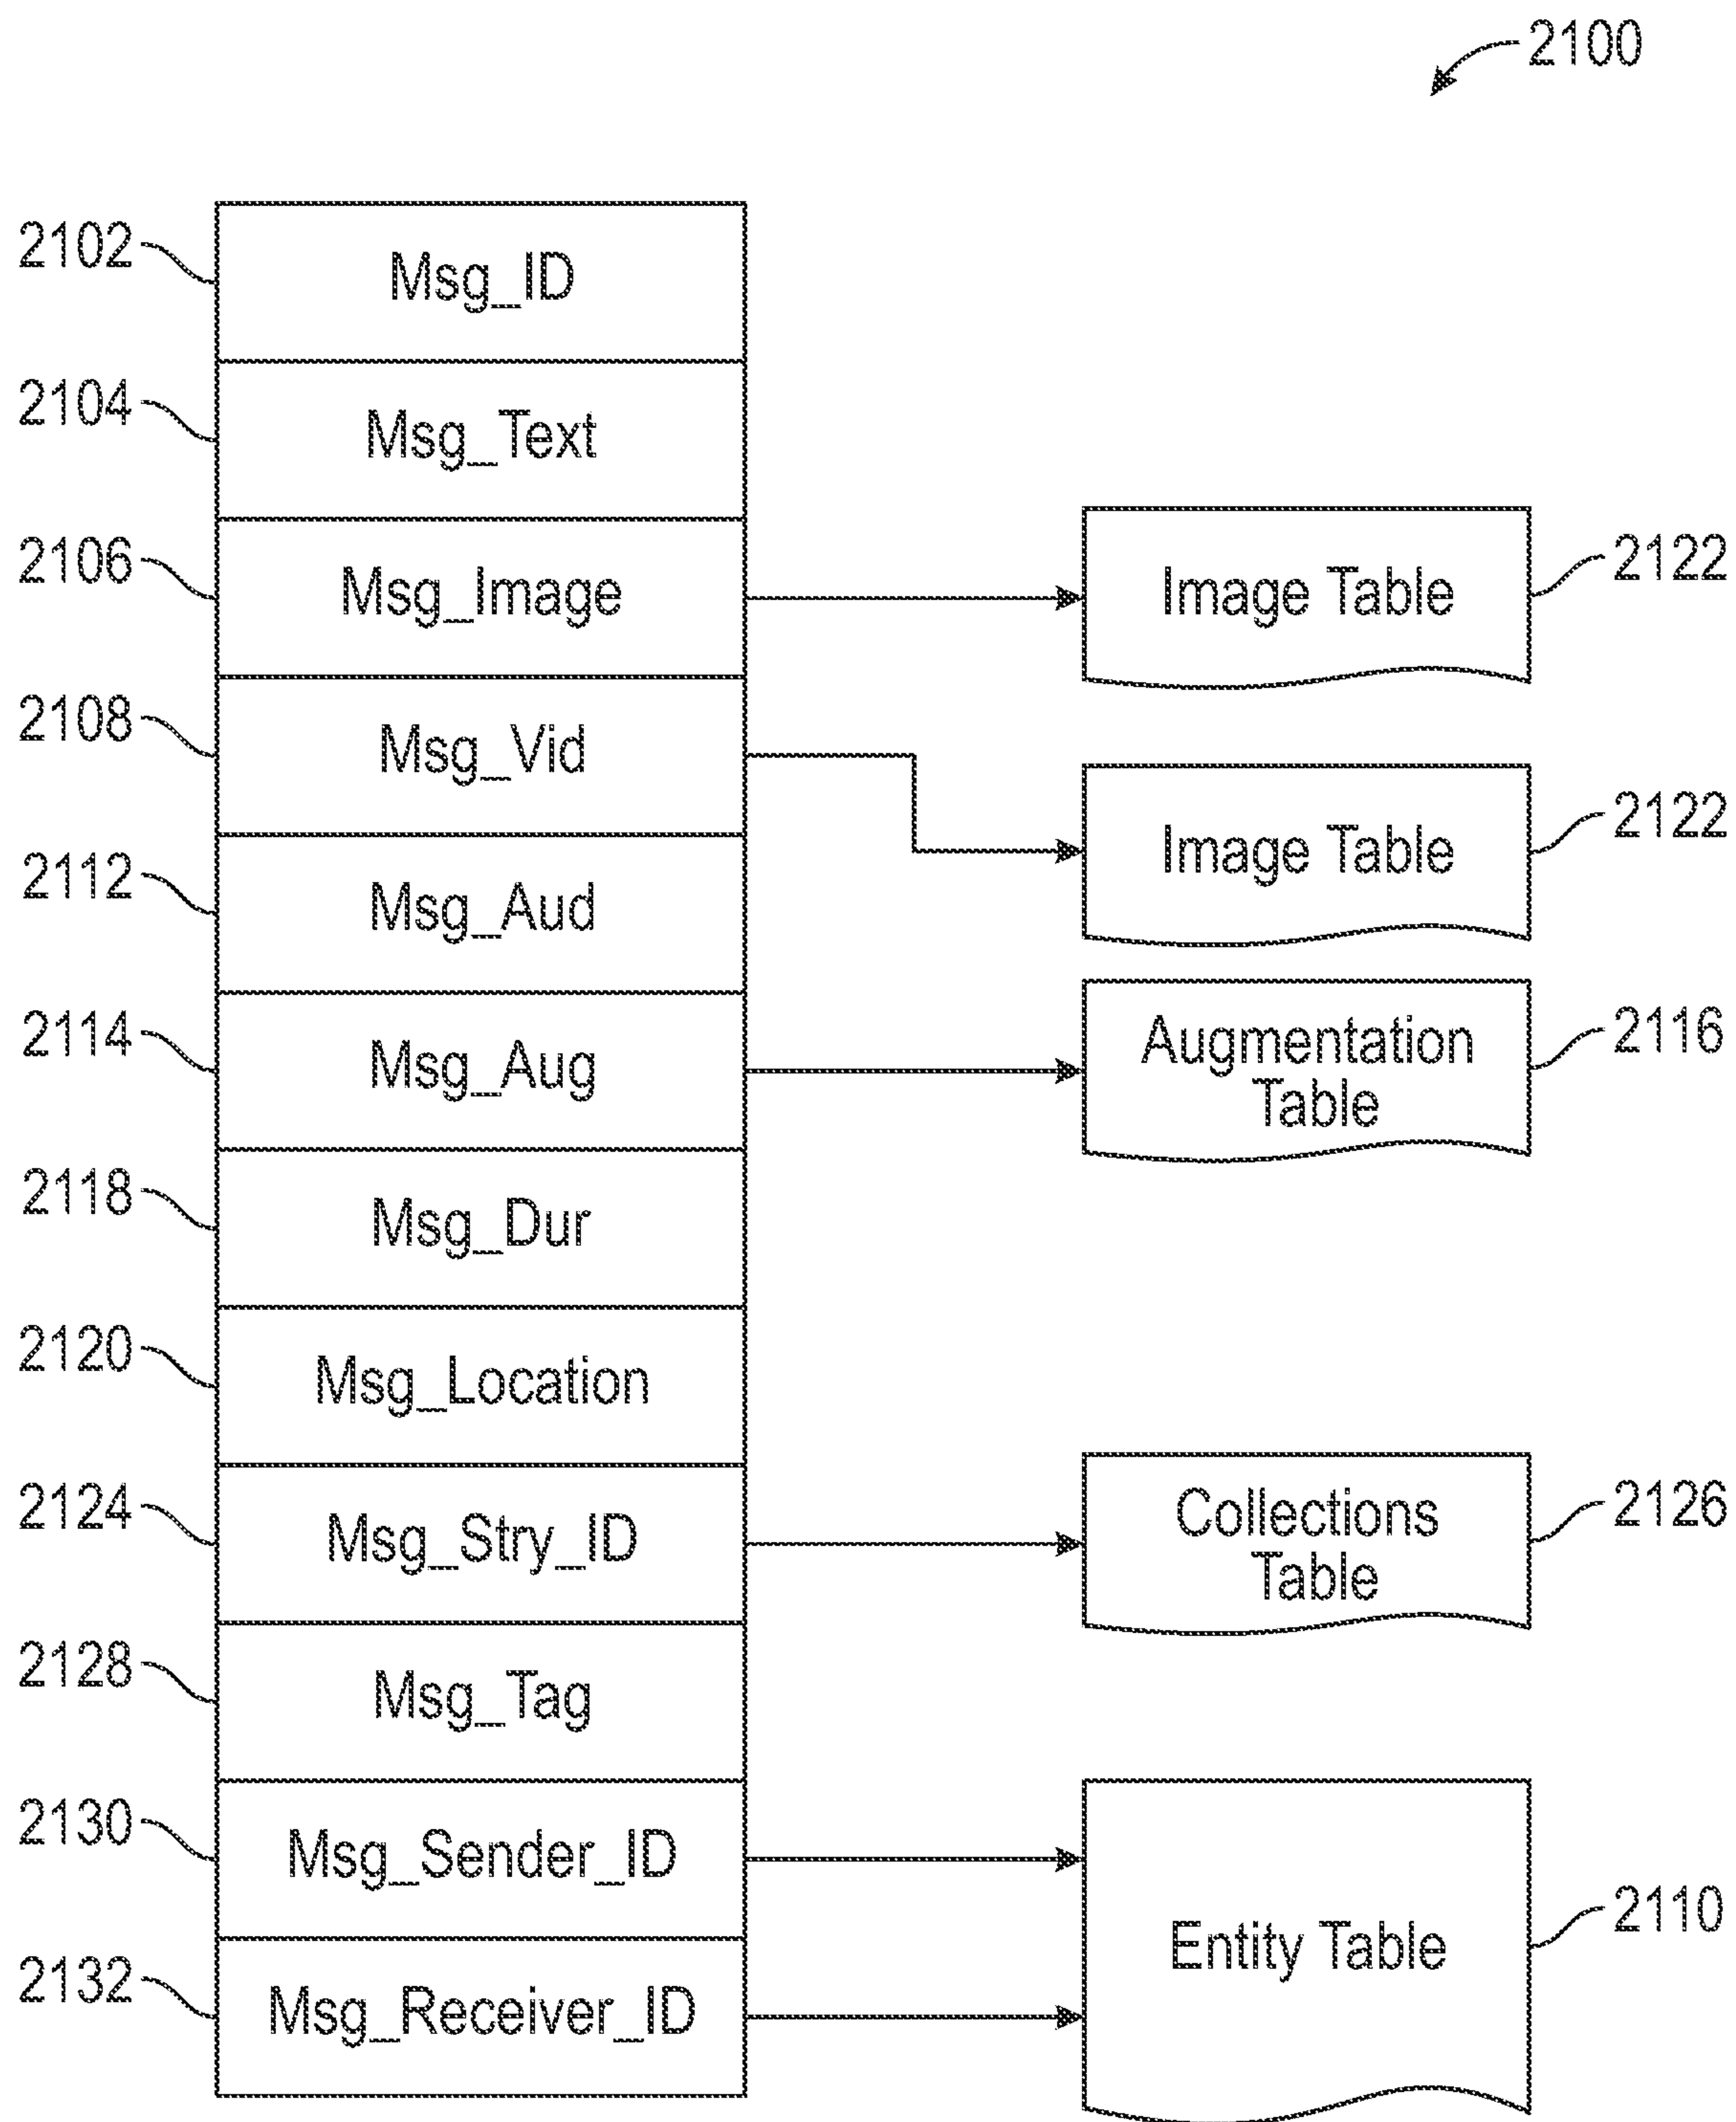 2100
2102
Msg_ID
2104
Msg_Text
2106
Msg_Image
Image Table
2122
2108
Msg_Vid
Image Table
2122
2112
Msg_Aud
2114
Msg_Aug
Augmentation
Table
2116
2118
Msg_Dur
2120
Msg_Location
2124
Msg_Stry_ID
Collections
Table
2126
2128
Msg_Tag
2130
Msg_Sender_ID
Entity Table
2110
2132
Msg_Receiver_ID